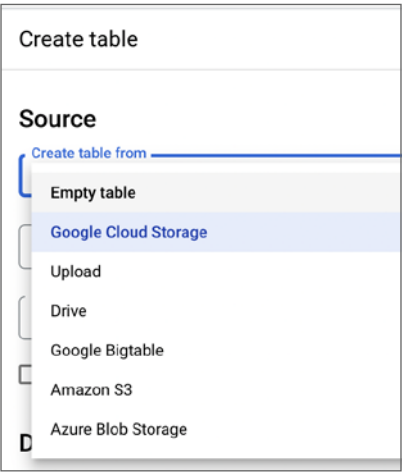 Create table
Source
Create table from
Empty table
Google Cloud Storage
Upload
Drive
Google Bigtable
Amazon S3
Azure Blob Storage
D